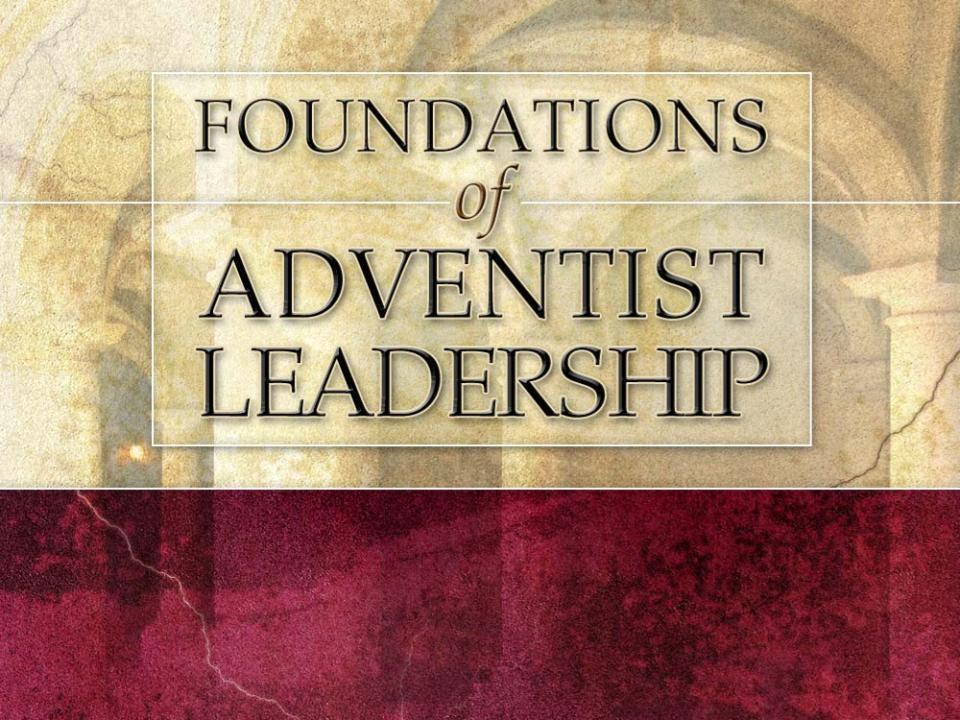 FOUNDATIONS
of
ADVENTIST
LEADERSHIP